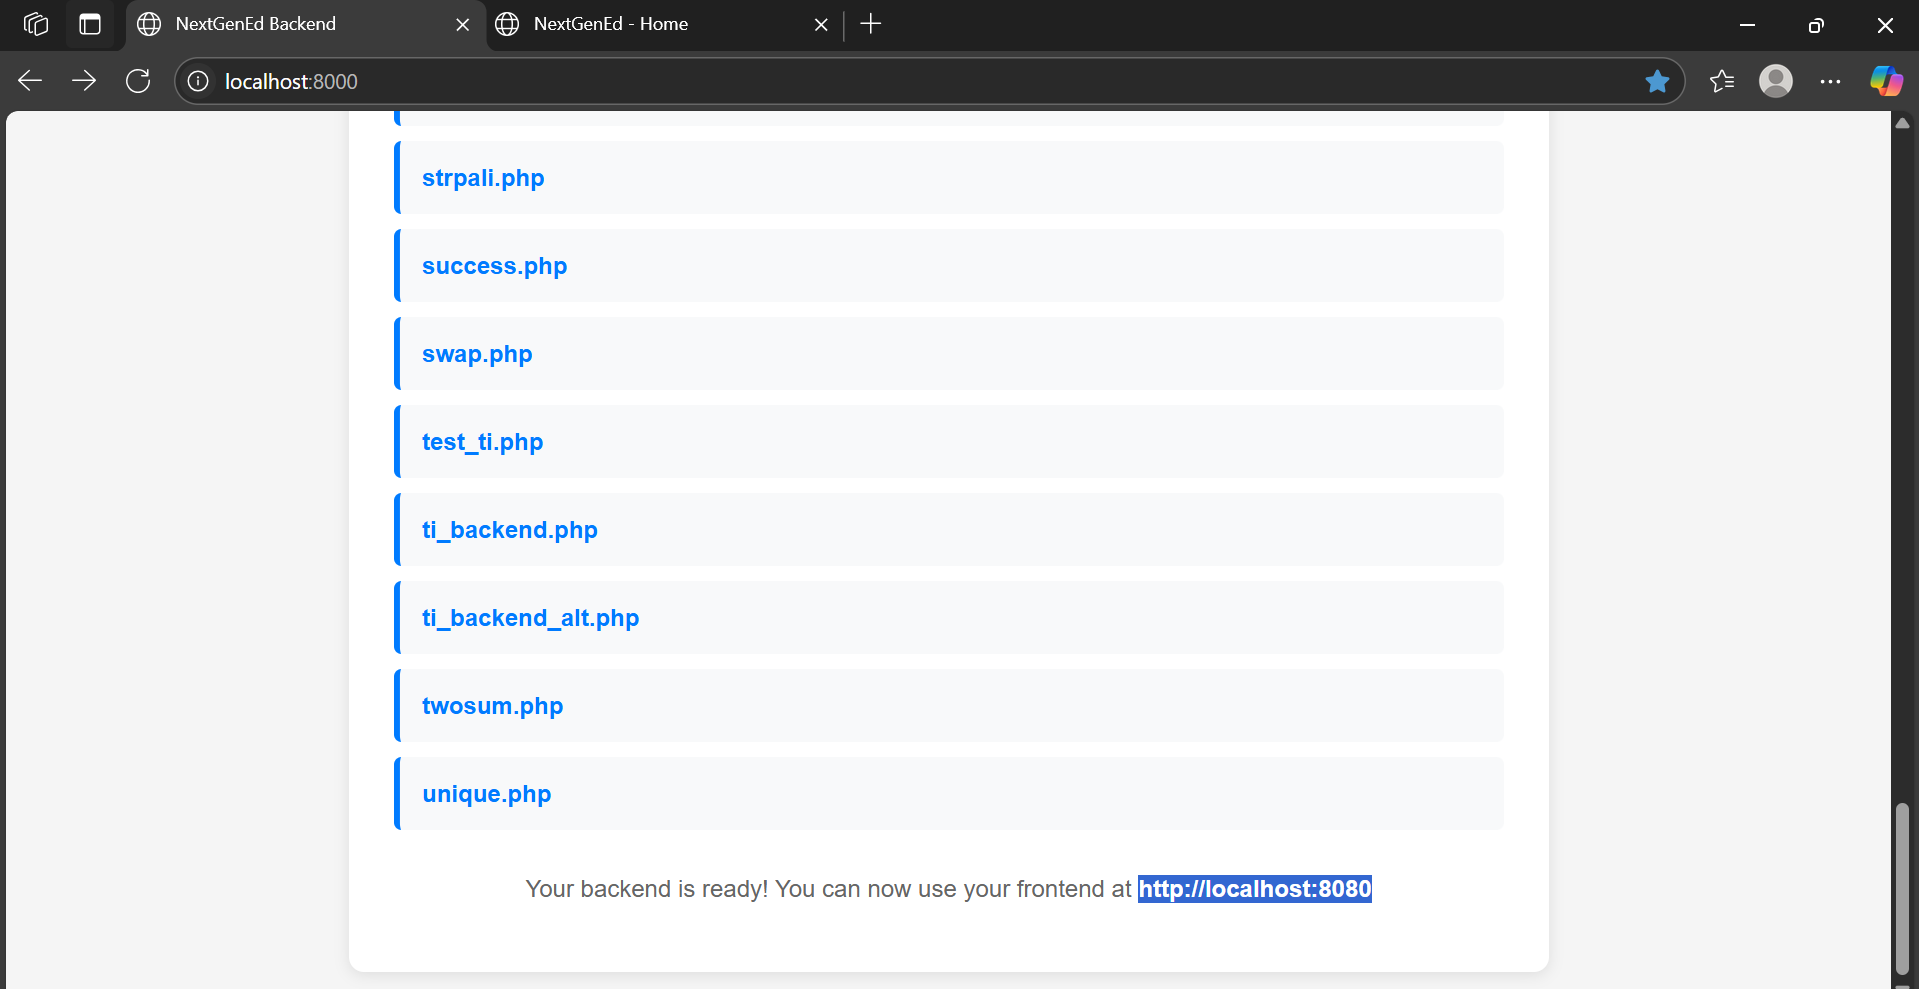 NextGenEd Backend
NextGenEd - Home
localhost:8000
strpali.php
success.php
swap.php
test_ti.php
ti_backend.php
ti_backend_alt.php
twosum.php
unique.php
Your backend is ready! You can now use your frontend at http://localhost:8080